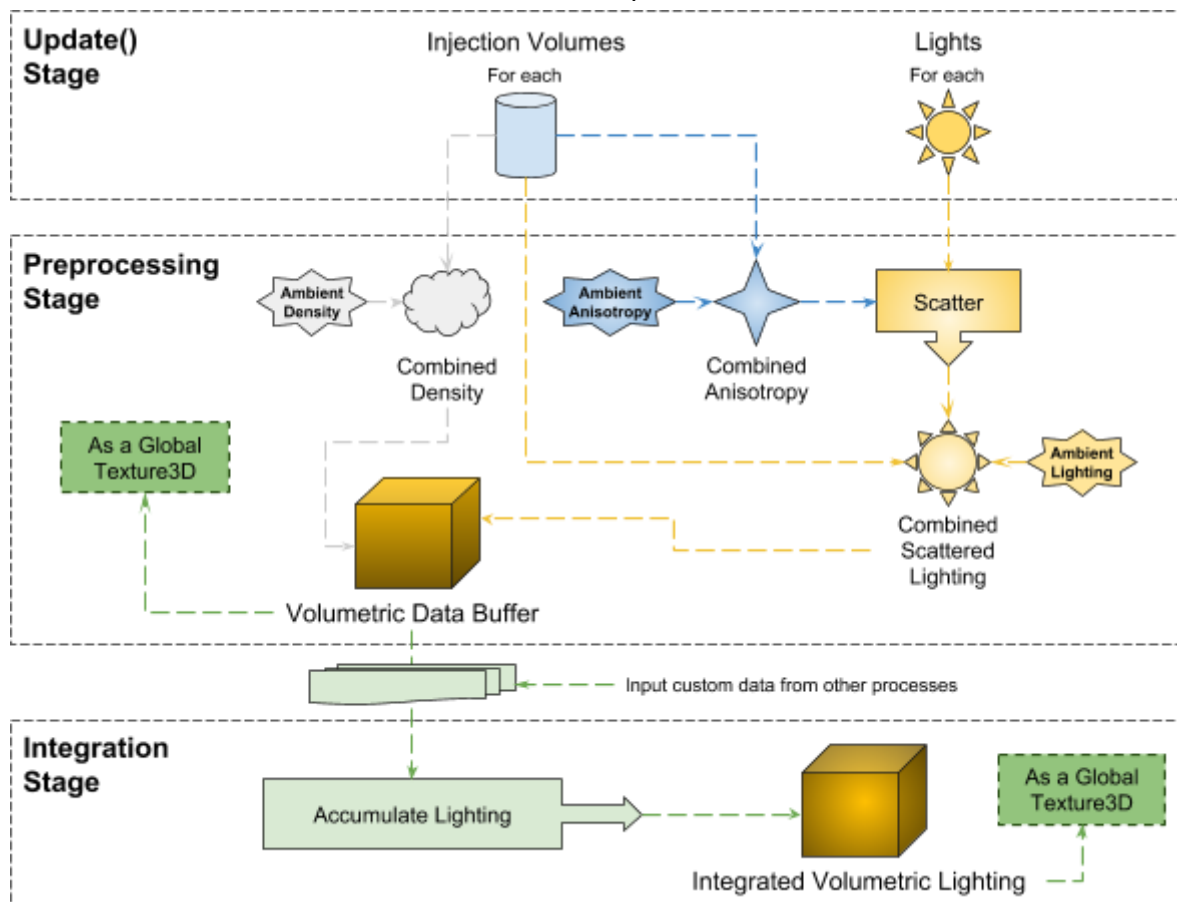 Update()
Stage
Injection Volumes
For each
Lights
For each
Preprocessing
Stage
Ambient
Density
Combined
Density
Ambient
Anisotropy
Combined
Anisotropy
Scatter
As a Global
Texture3D
Ambient
Lighting
Combined
Scattered
Lighting
Volumetric Data Buffer
Input custom data from other processes
Integration
Stage
Accumulate Lighting
As a Global
Texture3D
Integrated Volumetric Lighting